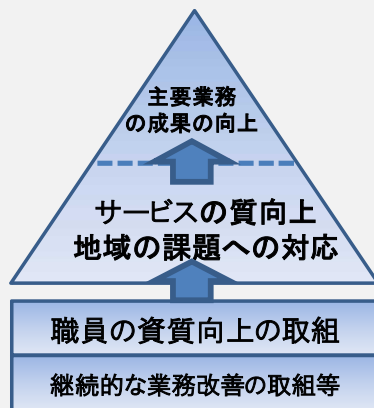 主要業務
の成果の向上
サービスの質向上
地域の課題への対応
職員の資質向上の取組
継続的な業務改善の取組等